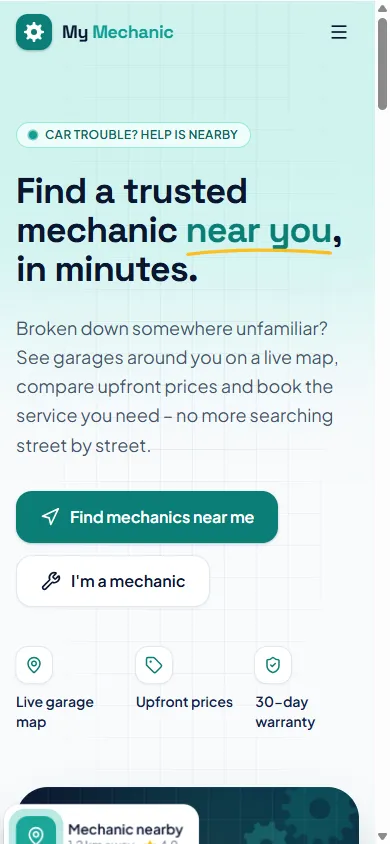 My Mechanic
CAR TROUBLE? HELP IS NEARBY
Find a trusted
mechanic near you,
in minutes.
Broken down somewhere unfamiliar?
See garages around you on a live map,
compare upfront prices and book the
service you need – no more searching
street by street.
Find mechanics near me
I'm a mechanic
Live garage
map
Upfront prices
30-day
warranty
Mechanic nearby